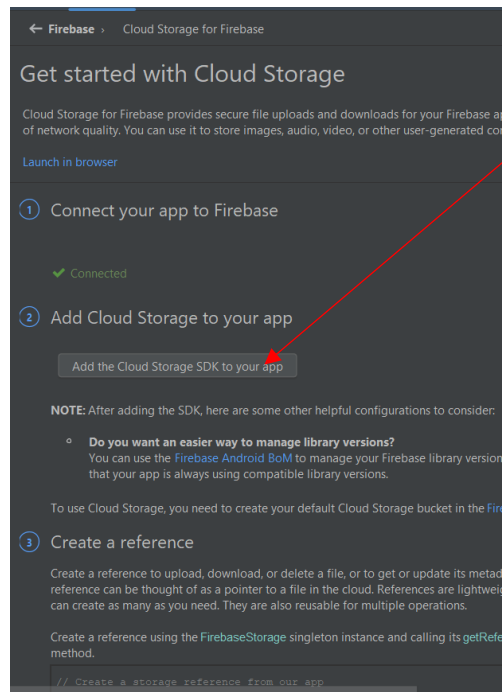 ← Firebase › Cloud Storage for Firebase
Get started with Cloud Storage
Cloud Storage for Firebase provides secure file uploads and downloads for your Firebase
of network quality. You can use it to store images, audio, video, or other user-generated
Launch in browser
1 Connect your app to Firebase
✔ Connected
2 Add Cloud Storage to your app
Add the Cloud Storage SDK to your app
NOTE: After adding the SDK, here are some other helpful configurations to consider:
Do you want an easier way to manage library versions?
You can use the Firebase Android BoM to manage your Firebase library version
that your app is always using compatible library versions.
To use Cloud Storage, you need to create your default Cloud Storage bucket in the
3 Create a reference
Create a reference to upload, download, or delete a file, or to get or update its
reference can be thought of as a pointer to a file in the cloud. References are
can create as many as you need. They are also reusable for multiple operations.
Create a reference using the FirebaseStorage singleton instance and calling its
method.
// Create a storage reference from our app